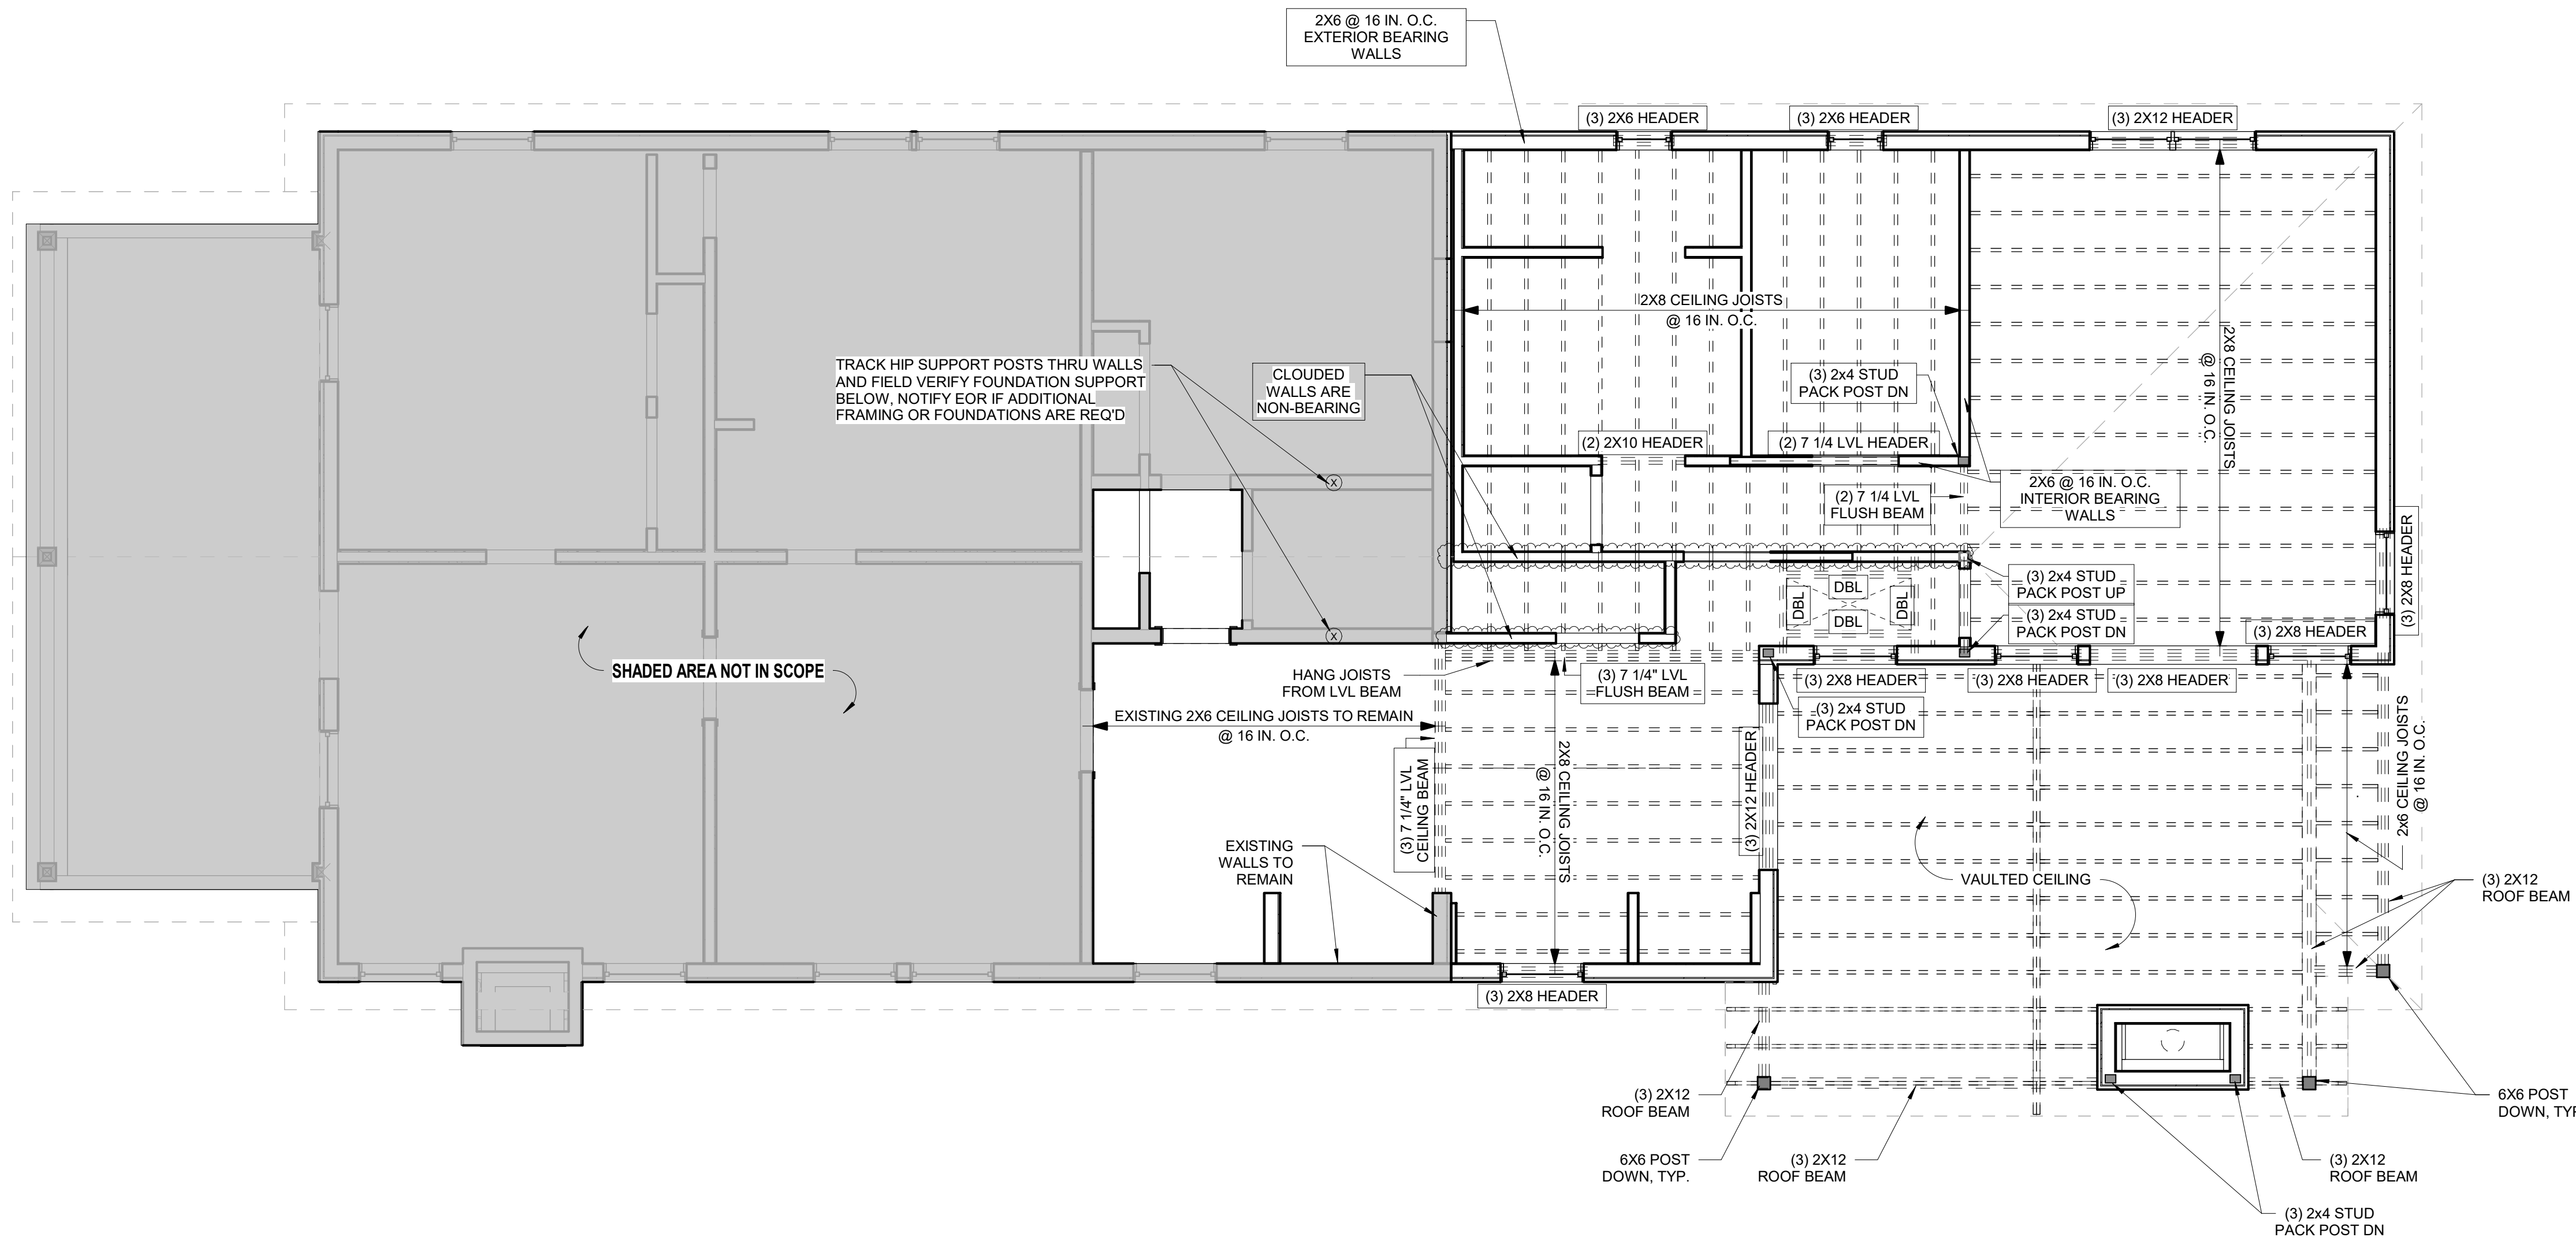 2X6 @ 16 IN. O.C.
EXTERIOR BEARING
WALLS
(3) 2X6 HEADER
(3) 2X6 HEADER
(3) 2X12 HEADER
2X8 CEILING JOISTS
@ 16 IN. O.C.
2X8 CEILING JOISTS
@ 16 IN. O.C.
TRACK HIP SUPPORT POSTS THRU WALLS
AND FIELD VERIFY FOUNDATION SUPPORT
BELOW, NOTIFY EOR IF ADDITIONAL
FRAMING OR FOUNDATIONS ARE REQ'D
CLOUDED
WALLS ARE
NON-BEARING
(3) 2x4 STUD
PACK POST DN
(2) 2X10 HEADER
(2) 7 1/4 LVL HEADER
X
2X6 @ 16 IN. O.C.
INTERIOR BEARING
WALLS
(2) 7 1/4 LVL
FLUSH BEAM
(3) 2X8 HEADER
(3) 2x4 STUD
PACK POST UP
DBL
DBL
DBL
DBL
(3) 2x4 STUD
PACK POST DN
(3) 2X8 HEADER
X
SHADED AREA NOT IN SCOPE
HANG JOISTS
FROM LVL BEAM
(3) 7 1/4" LVL
FLUSH BEAM
(3) 2X8 HEADER
(3) 2X8 HEADER
(3) 2X8 HEADER
(3) 2x4 STUD
PACK POST DN
EXISTING 2X6 CEILING JOISTS TO REMAIN
@ 16 IN. O.C.
(3) 7 1/4" LVL
CEILING BEAM
2X8 CEILING JOISTS
@ 16 IN. O.C.
(3) 2X12 HEADER
2x6 CEILING JOISTS
@ 16 IN. O.C.
EXISTING
WALLS TO
REMAIN
VAULTED CEILING
(3) 2X12
ROOF BEAM
(3) 2X8 HEADER
(3) 2X12
ROOF BEAM
6X6 POST
DOWN, TYP
6X6 POST
DOWN, TYP.
(3) 2X12
ROOF BEAM
(3) 2X12
ROOF BEAM
(3) 2x4 STUD
PACK POST DN